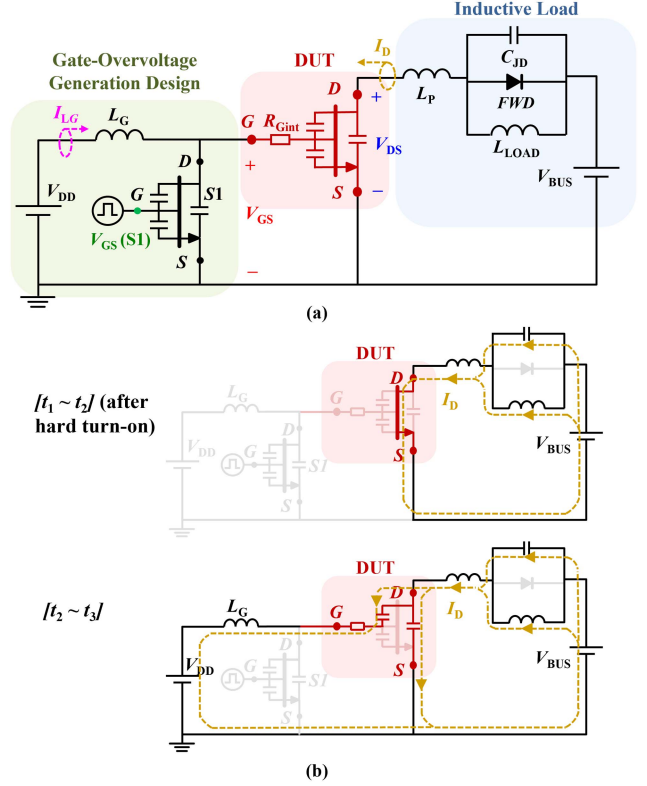 Inductive Load
Gate-Overvoltage
Generation Design
DUT
I_D
C_JD
FWD
L_P
L_LOAD
V_BUS
I_LG
L_G
G
R_Gint
D
+
V_DS
S
−
+
V_GS
−
D
G
S1
S
V_DD
V_GS (S1)
(a)
[t_1 ~ t_2] (after
hard turn-on)
DUT
L_G
G
D
I_D
S
V_BUS
V_DD
D
G
S1
S
[t_2 ~ t_3]
DUT
L_G
G
D
I_D
S
V_BUS
V_DD
D
G
S1
S
(b)